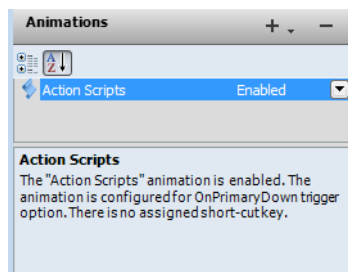 Animations
A
Z
Action Scripts Enabled
Action Scripts
The "Action Scripts" animation is enabled. The
animation is configured for OnPrimaryDown trigger
option. There is no assigned short-cut key.